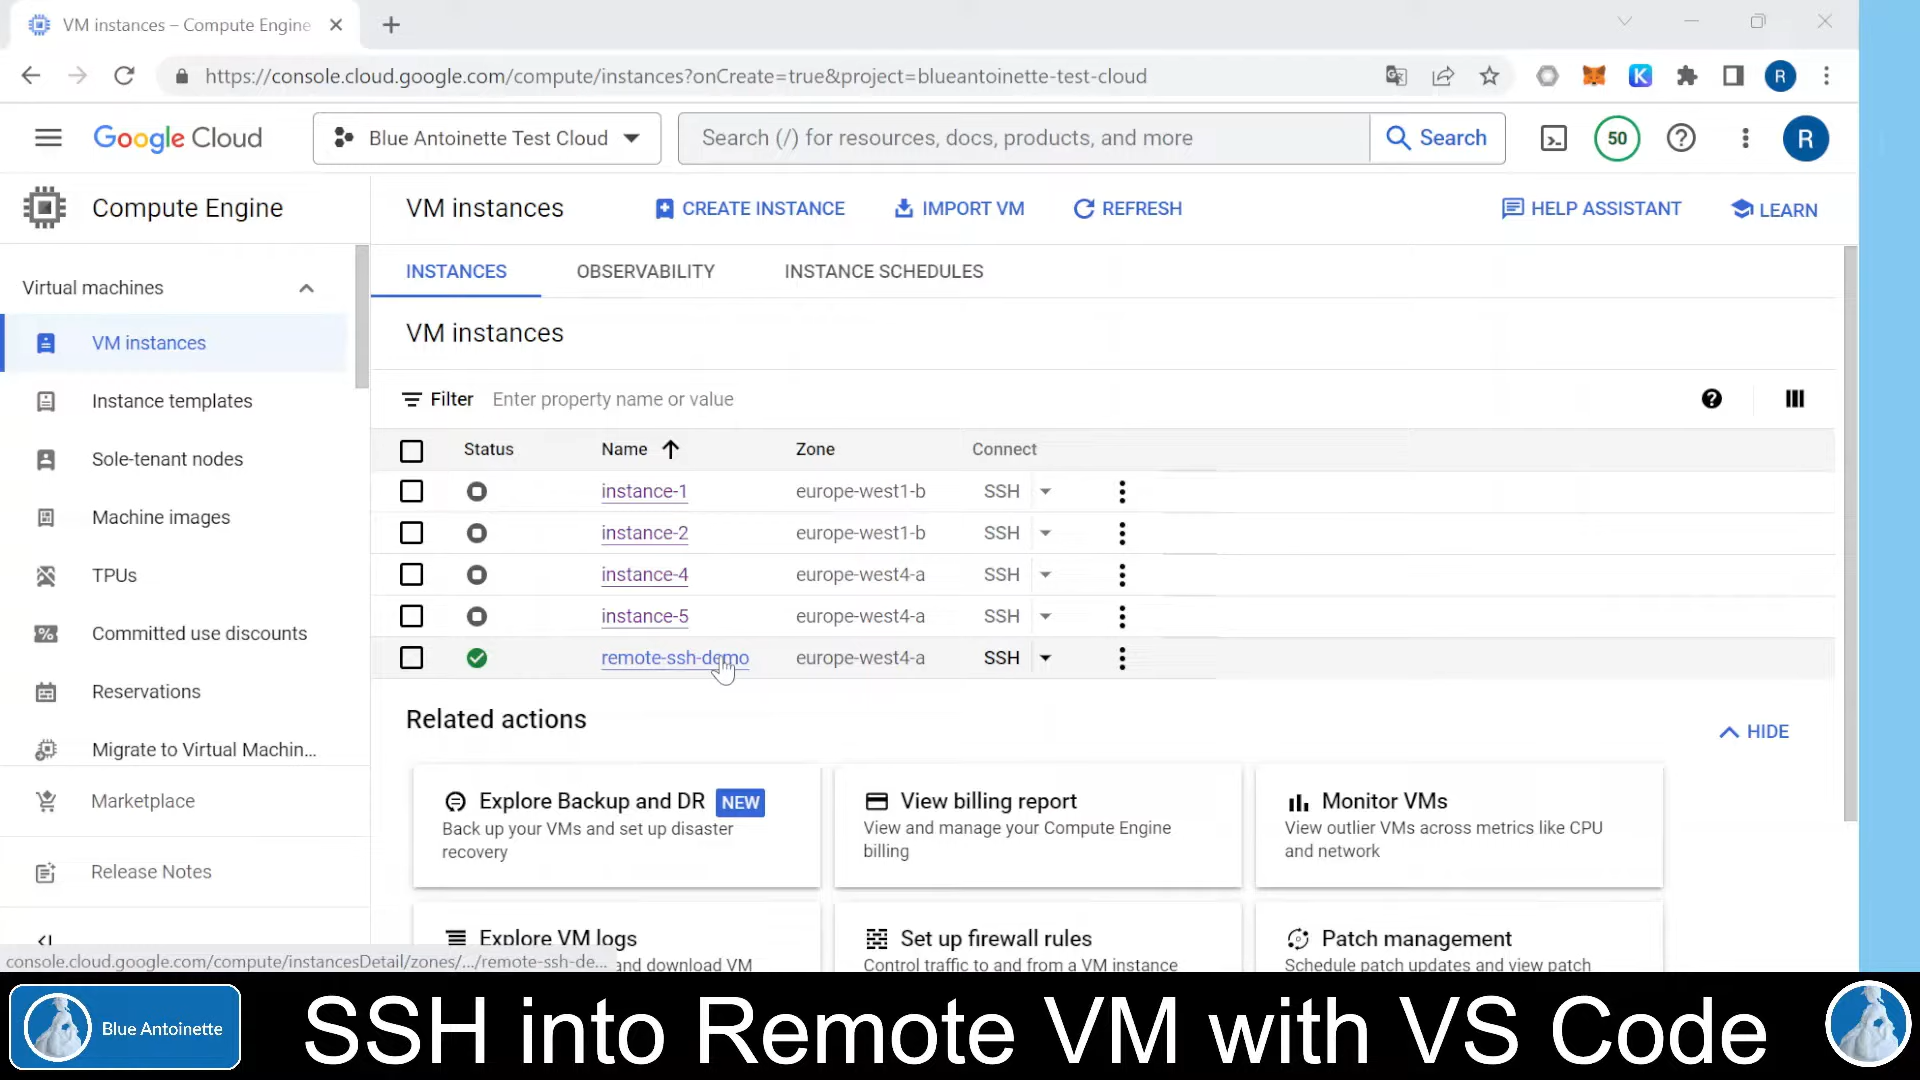 VM instances – Compute Engine
https://console.cloud.google.com/compute/instances?onCreate=true&project=blueantoinette-test-cloud
K
R
Google Cloud
Blue Antoinette Test Cloud
Search (/) for resources, docs, products, and more
Search
50
R
Compute Engine
VM instances
CREATE INSTANCE
IMPORT VM
REFRESH
HELP ASSISTANT
LEARN
Virtual machines
INSTANCES
OBSERVABILITY
INSTANCE SCHEDULES
VM instances
VM instances
Instance templates
Filter Enter property name or value
Sole-tenant nodes
Status Name Zone Connect
instance-1 europe-west1-b SSH
Machine images
instance-2 europe-west1-b SSH
TPUs
instance-4 europe-west4-a SSH
Committed use discounts
instance-5 europe-west4-a SSH
remote-ssh-demo europe-west4-a SSH
Reservations
Migrate to Virtual Machin...
Marketplace
Release Notes
Related actions
HIDE
Explore Backup and DR NEW
Back up your VMs and set up disaster
recovery
View billing report
View and manage your Compute Engine
billing
Monitor VMs
View outlier VMs across metrics like CPU
and network
Explore VM logs
and download VM
Set up firewall rules
Control traffic to and from a VM instance
Patch management
Schedule patch updates and view patch
console.cloud.google.com/compute/instancesDetail/zones/.../remote-ssh-de...
Blue Antoinette
SSH into Remote VM with VS Code